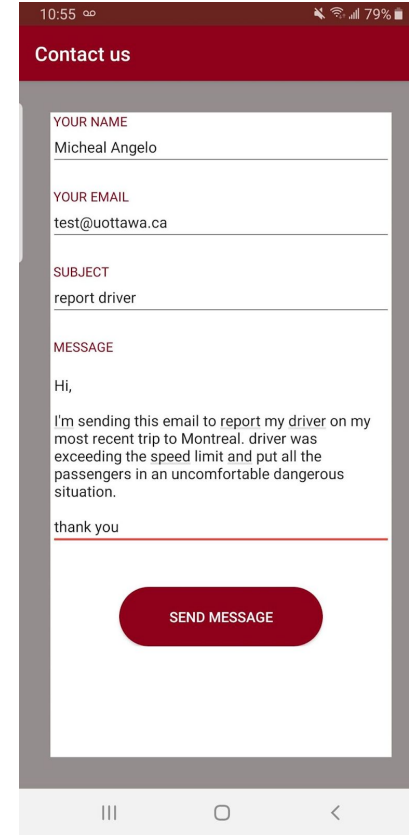 10:55 79%
Contact us
YOUR NAME
Micheal Angelo
YOUR EMAIL
test@uottawa.ca
SUBJECT
report driver
MESSAGE
Hi,
I'm sending this email to report my driver on my
most recent trip to Montreal. driver was
exceeding the speed limit and put all the
passengers in an uncomfortable dangerous
situation.
thank you
SEND MESSAGE